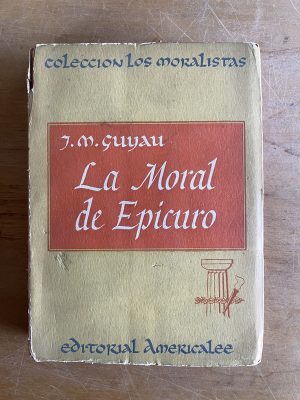 Coleccion Los Moralistas
J. M. Guyau
La Moral
de Epicuro
Editorial Americalee